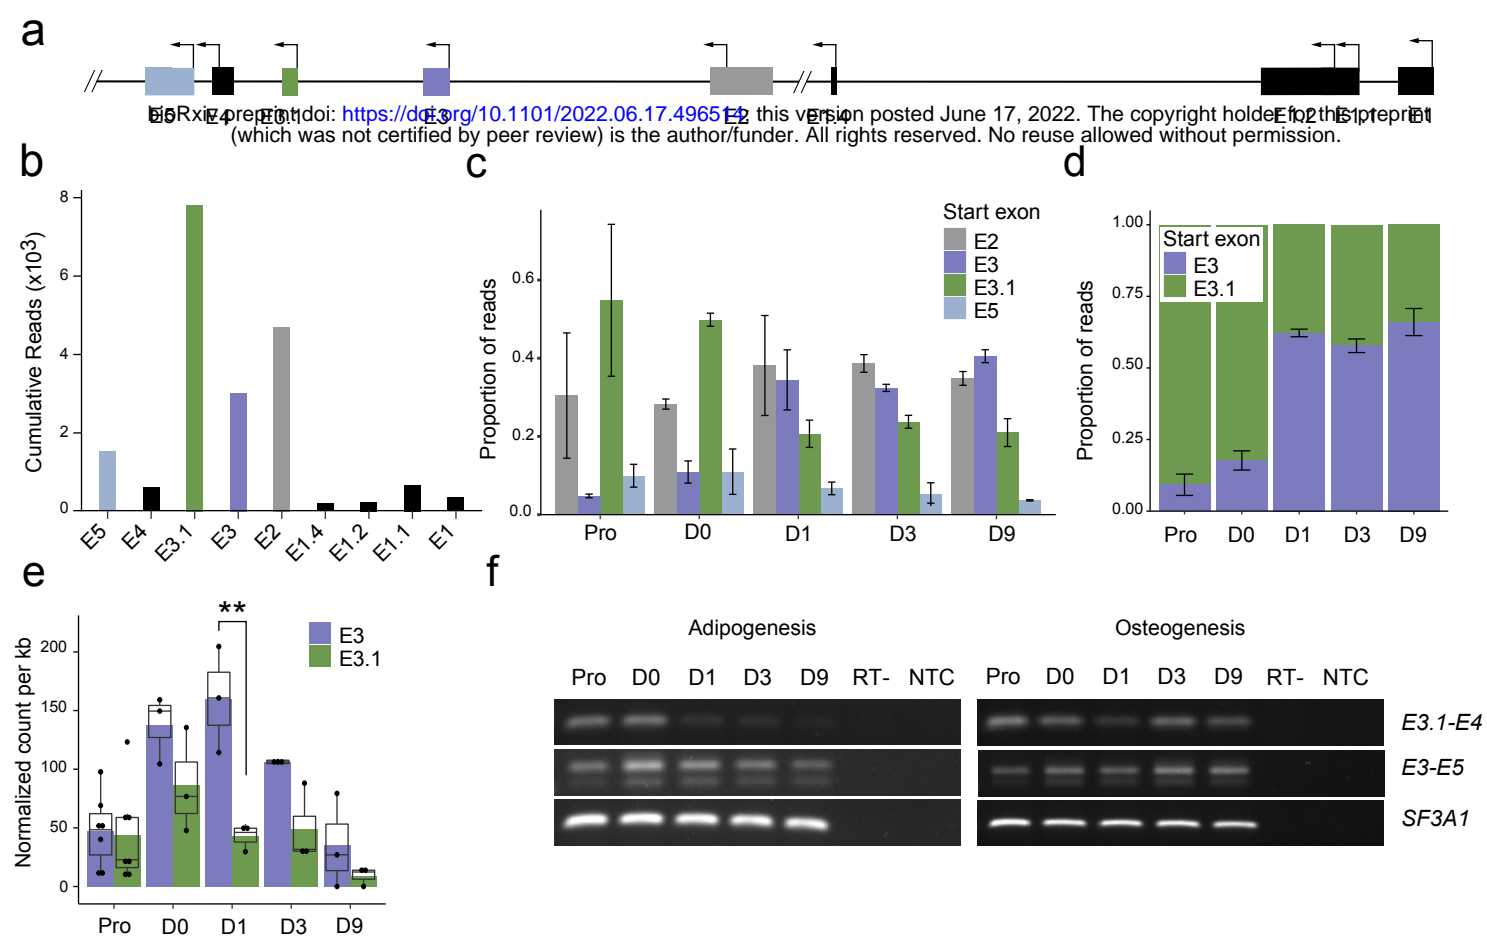 a
E5 E4 E3.1 E3 E2 E1.4 E1.2 E1.1 E1
bioRxiv preprint doi: https://doi.org/10.1101/2022.06.17.496514; this version posted June 17, 2022. The copyright holder for this preprint
(which was not certified by peer review) is the author/funder. All rights reserved. No reuse allowed without permission.
b
Cumulative Reads (x10³)
8
6
4
2
0
E5 E4 E3.1 E3 E2 E1.4 E1.2 E1.1 E1
c
Proportion of reads
0.6
0.4
0.2
0.0
Pro D0 D1 D3 D9
Start exon
E2
E3
E3.1
E5
d
Proportion of reads
1.00
0.75
0.50
0.25
0.00
Start exon
E3
E3.1
Pro D0 D1 D3 D9
e
Normalized count per kb
200
150
100
50
0
**
E3
E3.1
Pro D0 D1 D3 D9
f
Adipogenesis
Pro D0 D1 D3 D9 RT- NTC
Osteogenesis
Pro D0 D1 D3 D9 RT- NTC
E3.1-E4
E3-E5
SF3A1